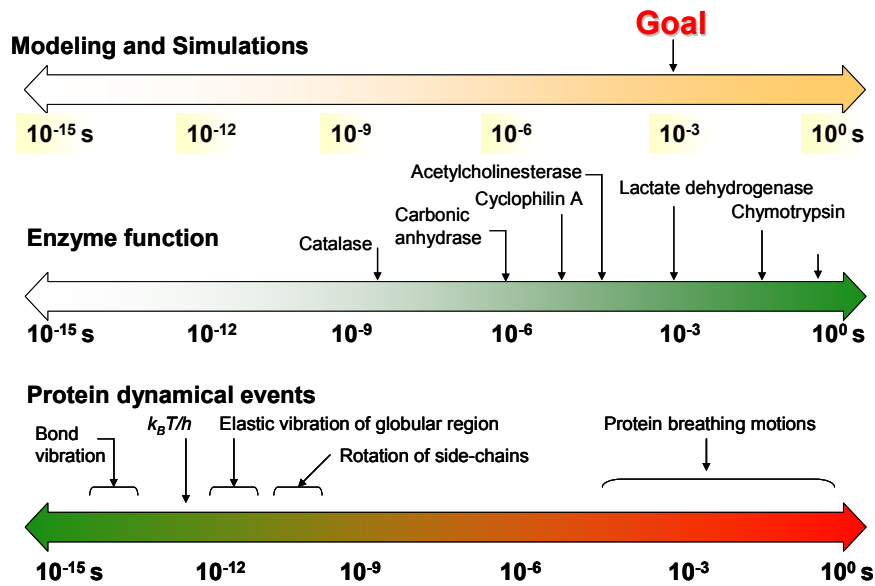 Goal
Modeling and Simulations
10⁻¹⁵ s 10⁻¹² 10⁻⁹ 10⁻⁶ 10⁻³ 10⁰ s
Acetylcholinesterase
Cyclophilin A
Lactate dehydrogenase
Carbonic
anhydrase
Chymotrypsin
Enzyme function
Catalase
10⁻¹⁵ s 10⁻¹² 10⁻⁹ 10⁻⁶ 10⁻³ 10⁰ s
Protein dynamical events
Bond
vibration
k_BT/h
Elastic vibration of globular region
Rotation of side-chains
Protein breathing motions
10⁻¹⁵ s 10⁻¹² 10⁻⁹ 10⁻⁶ 10⁻³ 10⁰ s